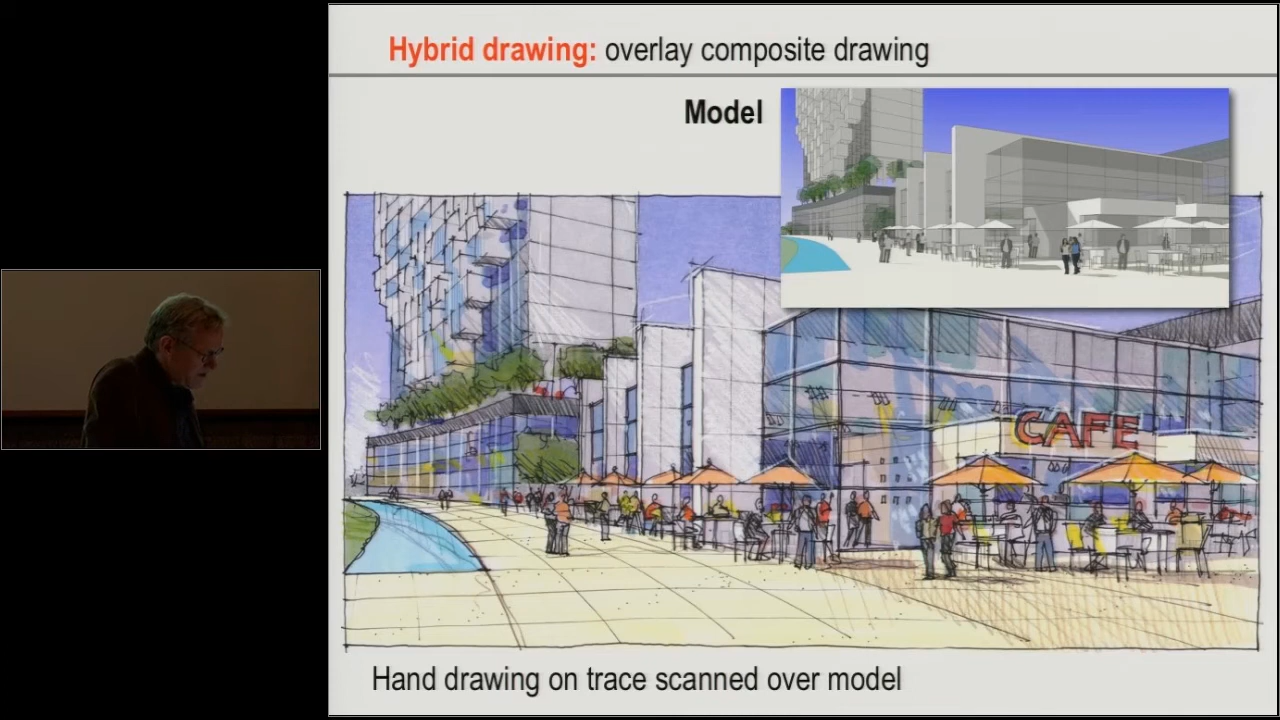 Hybrid drawing: overlay composite drawing
Model
CAFE
Hand drawing on trace scanned over model